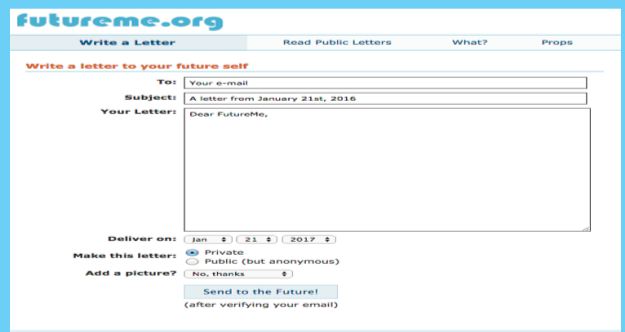 futureme.org
Write a Letter Read Public Letters What? Props
Write a letter to your future self
To: Your e-mail
Subject: A letter from January 21st, 2016
Your Letter: Dear FutureMe,
Deliver on: Jan 21 2017
Make this letter: Private
Public (but anonymous)
Add a picture? No, thanks
Send to the Future!
(after verifying your email)